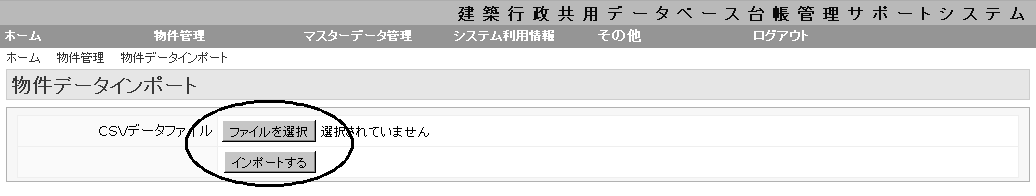 建築行政共用データベース台帳管理サポートシステム
ホーム 物件管理 マスターデータ管理 システム利用情報 その他 ログアウト
ホーム 物件管理 物件データインポート
物件データインポート
CSVデータファイル ファイルを選択 選択されていません
インポートする